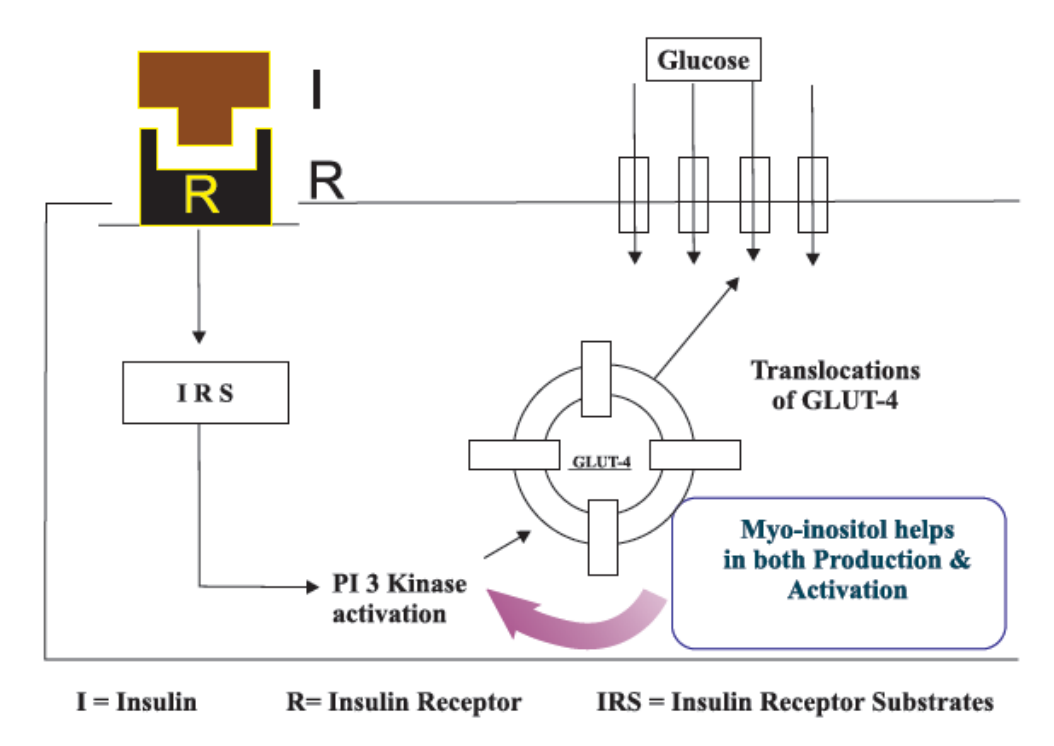 I
Glucose
R
R
I R S
Translocations
of GLUT-4
GLUT-4
Myo-inositol helps
in both Production &
Activation
PI 3 Kinase
activation
I = Insulin R= Insulin Receptor IRS = Insulin Receptor Substrates